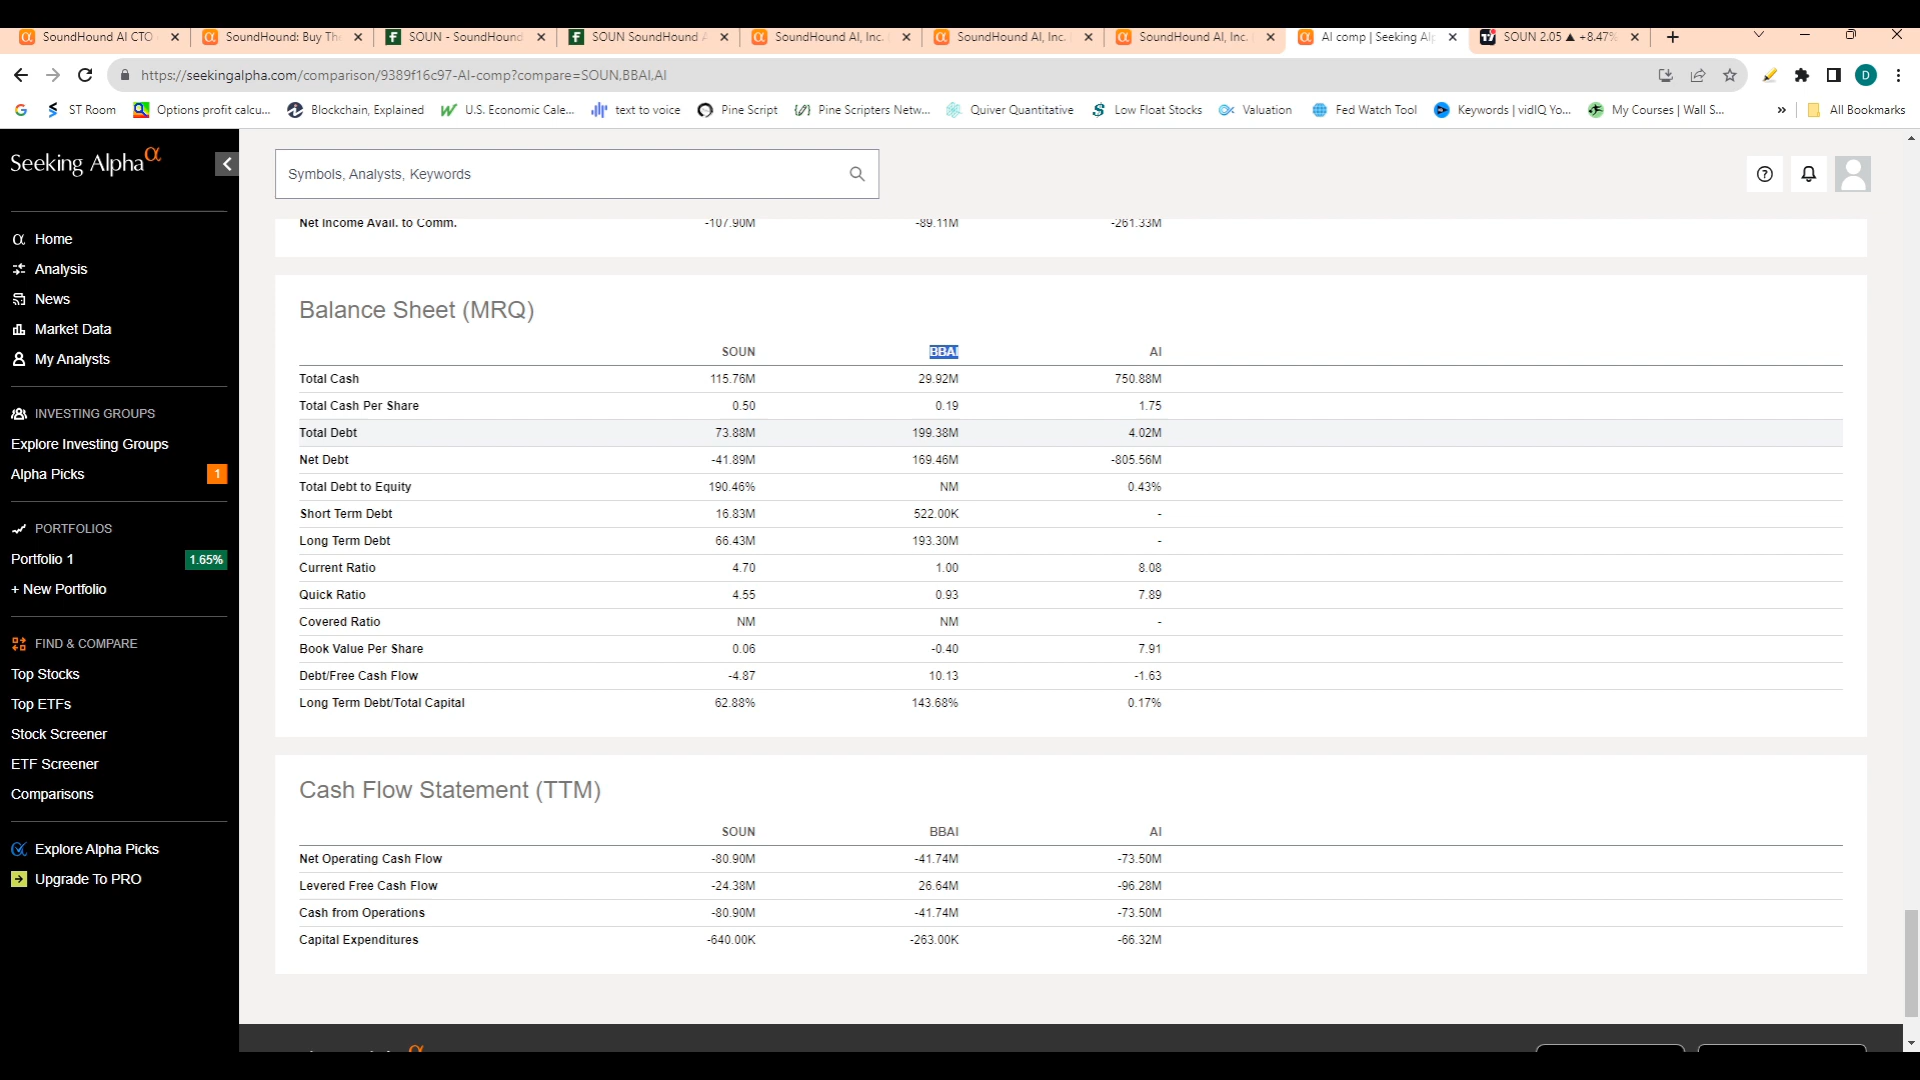 SoundHound AI CTO
SoundHound: Buy The
SOUN - SoundHound
SOUN SoundHound A
SoundHound AI, Inc.
SoundHound AI, Inc.
SoundHound AI, Inc.
AI comp | Seeking Alp
SOUN 2.05 ▲ +8.47%
https://seekingalpha.com/comparison/9389f16c97-AI-comp?compare=SOUN,BBAI,AI
D
ST Room
Options profit calcu...
Blockchain, Explained
U.S. Economic Cale...
text to voice
Pine Script
Pine Scripters Netw...
Quiver Quantitative
Low Float Stocks
Valuation
Fed Watch Tool
Keywords | vidIQ Yo...
My Courses | Wall S...
»
All Bookmarks
Seeking Alpha α
Symbols, Analysts, Keywords
Home
Analysis
News
Market Data
My Analysts
INVESTING GROUPS
Explore Investing Groups
Alpha Picks 1
PORTFOLIOS
Portfolio 1 1.65%
+ New Portfolio
FIND & COMPARE
Top Stocks
Top ETFs
Stock Screener
ETF Screener
Comparisons
Explore Alpha Picks
Upgrade To PRO
Net Income Avail. to Comm. -107.90M -89.11M -261.33M
Balance Sheet (MRQ)
SOUN BBAI AI
Total Cash 115.76M 29.92M 750.88M
Total Cash Per Share 0.50 0.19 1.75
Total Debt 73.88M 199.38M 4.02M
Net Debt -41.89M 169.46M -805.56M
Total Debt to Equity 190.46% NM 0.43%
Short Term Debt 16.83M 522.00K -
Long Term Debt 66.43M 193.30M -
Current Ratio 4.70 1.00 8.08
Quick Ratio 4.55 0.93 7.89
Covered Ratio NM NM -
Book Value Per Share 0.06 -0.40 7.91
Debt/Free Cash Flow -4.87 10.13 -1.63
Long Term Debt/Total Capital 62.88% 143.68% 0.17%
Cash Flow Statement (TTM)
SOUN BBAI AI
Net Operating Cash Flow -80.90M -41.74M -73.50M
Levered Free Cash Flow -24.38M 26.64M -96.28M
Cash from Operations -80.90M -41.74M -73.50M
Capital Expenditures -640.00K -263.00K -66.32M